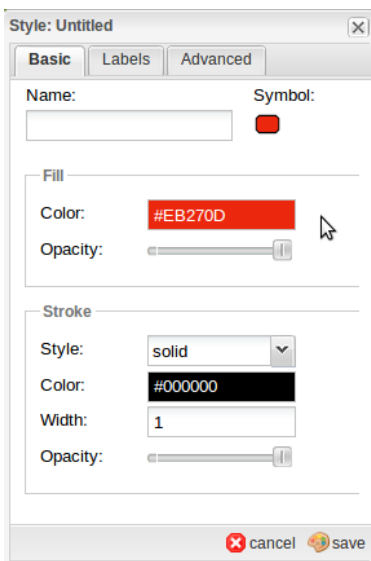 Style: Untitled
Basic Labels Advanced
Name: Symbol:
Fill
Color: #EB270D
Opacity:
Stroke
Style: solid
Color: #000000
Width: 1
Opacity:
cancel save